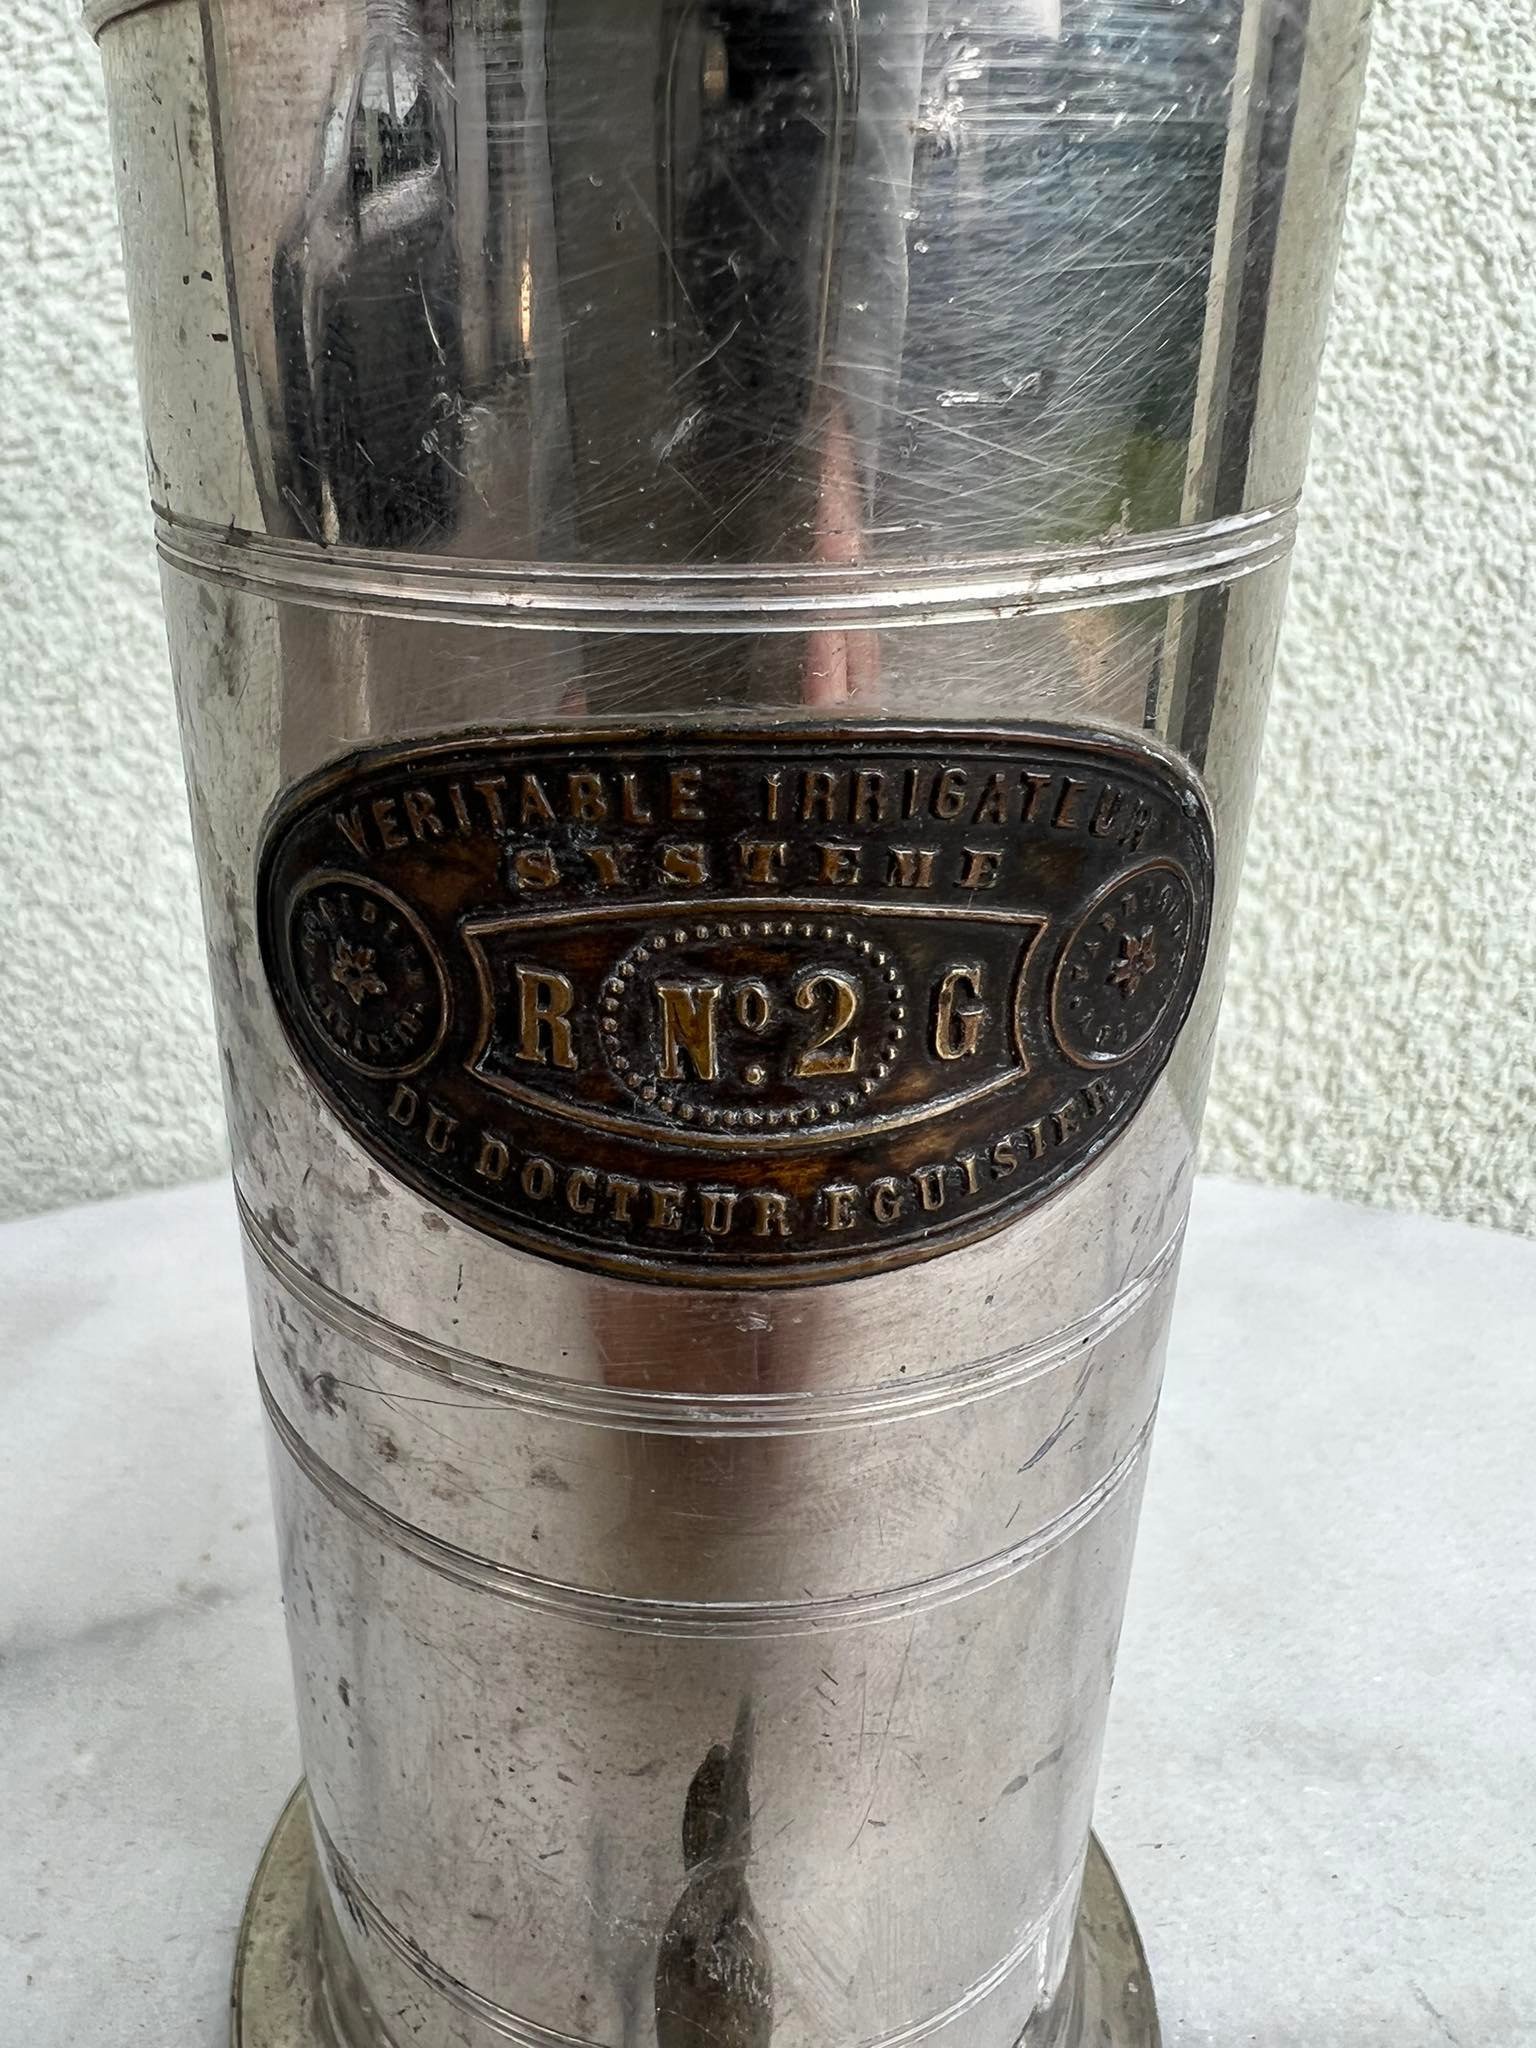 VERITABLE IRRIGATEUR
SYSTEME
R Nº. 2 G
DU DOCTEUR EGUISIER